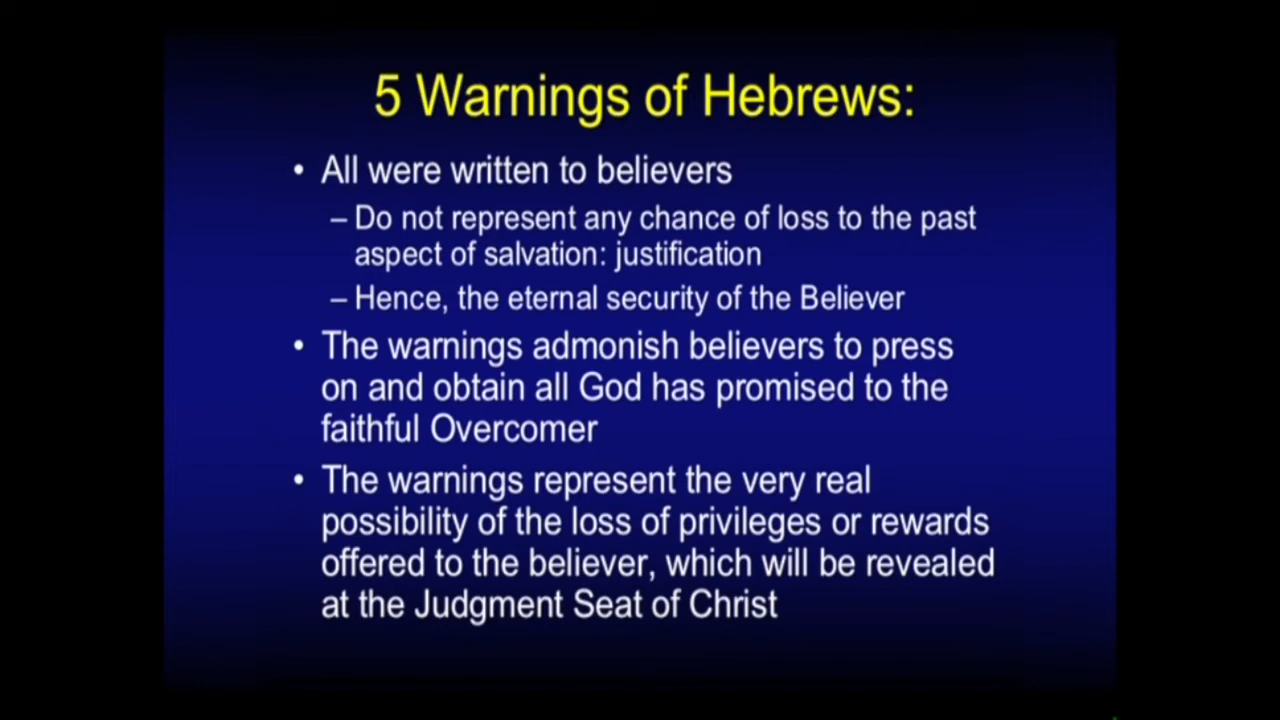 5 Warnings of Hebrews:
• All were written to believers
– Do not represent any chance of loss to the past
aspect of salvation: justification
– Hence, the eternal security of the Believer
• The warnings admonish believers to press
on and obtain all God has promised to the
faithful Overcomer
• The warnings represent the very real
possibility of the loss of privileges or rewards
offered to the believer, which will be revealed
at the Judgment Seat of Christ